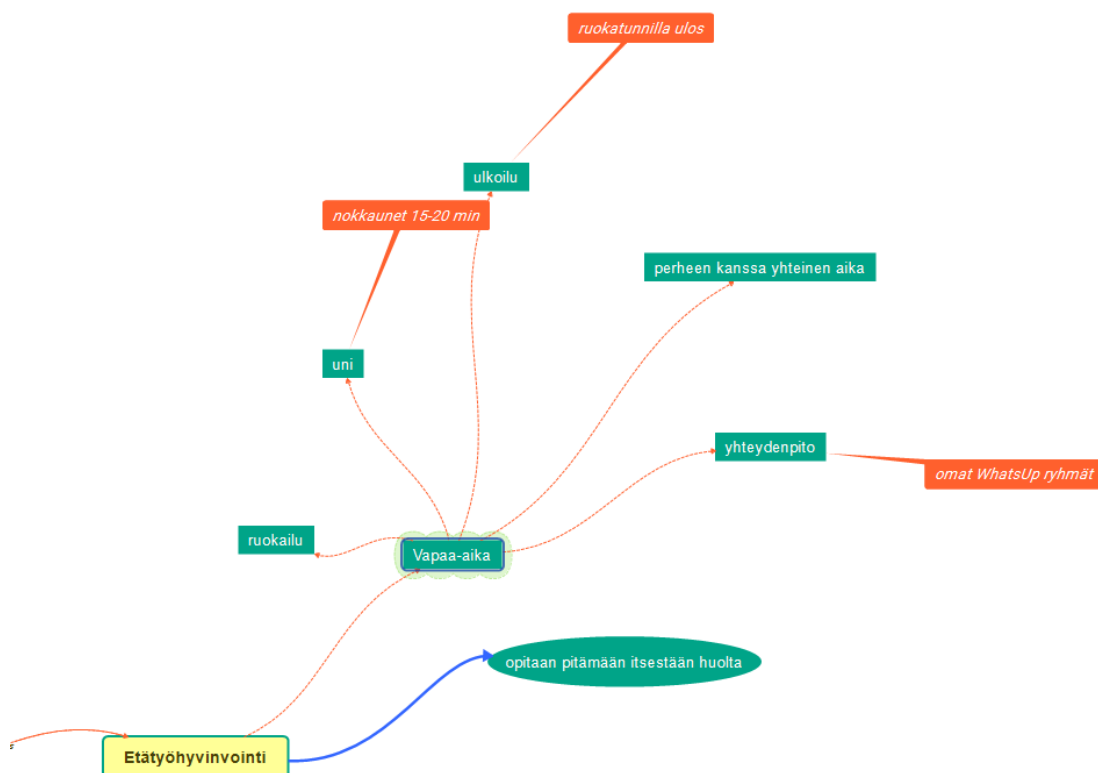 ruokatunnilla ulos
ulkoilu
nokkaunet 15-20 min
perheen kanssa yhteinen aika
uni
yhteydenpito
omat WhatsUp ryhmät
ruokailu
Vapaa-aika
opitaan pitämään itsestään huolta
Etätyöhyvinvointi